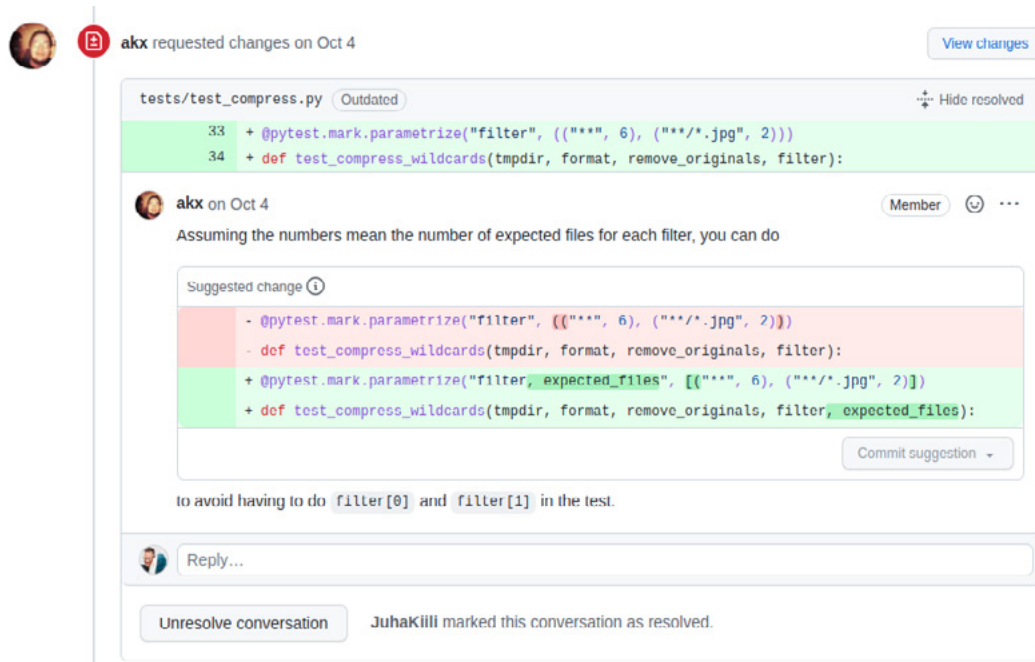 akx requested changes on Oct 4
View changes
tests/test_compress.py Outdated
Hide resolved
33 + @pytest.mark.parametrize("filter", (("**", 6), ("**/*.jpg", 2)))
34 + def test_compress_wildcards(tmpdir, format, remove_originals, filter):
akx on Oct 4
Member
Assuming the numbers mean the number of expected files for each filter, you can do
Suggested change
- @pytest.mark.parametrize("filter", (("**", 6), ("**/*.jpg", 2)))
- def test_compress_wildcards(tmpdir, format, remove_originals, filter):
+ @pytest.mark.parametrize("filter, expected_files", [("**", 6), ("**/*.jpg", 2)])
+ def test_compress_wildcards(tmpdir, format, remove_originals, filter, expected_files):
Commit suggestion
to avoid having to do filter[0] and filter[1] in the test.
Reply...
Unresolve conversation
JuhaKiili marked this conversation as resolved.